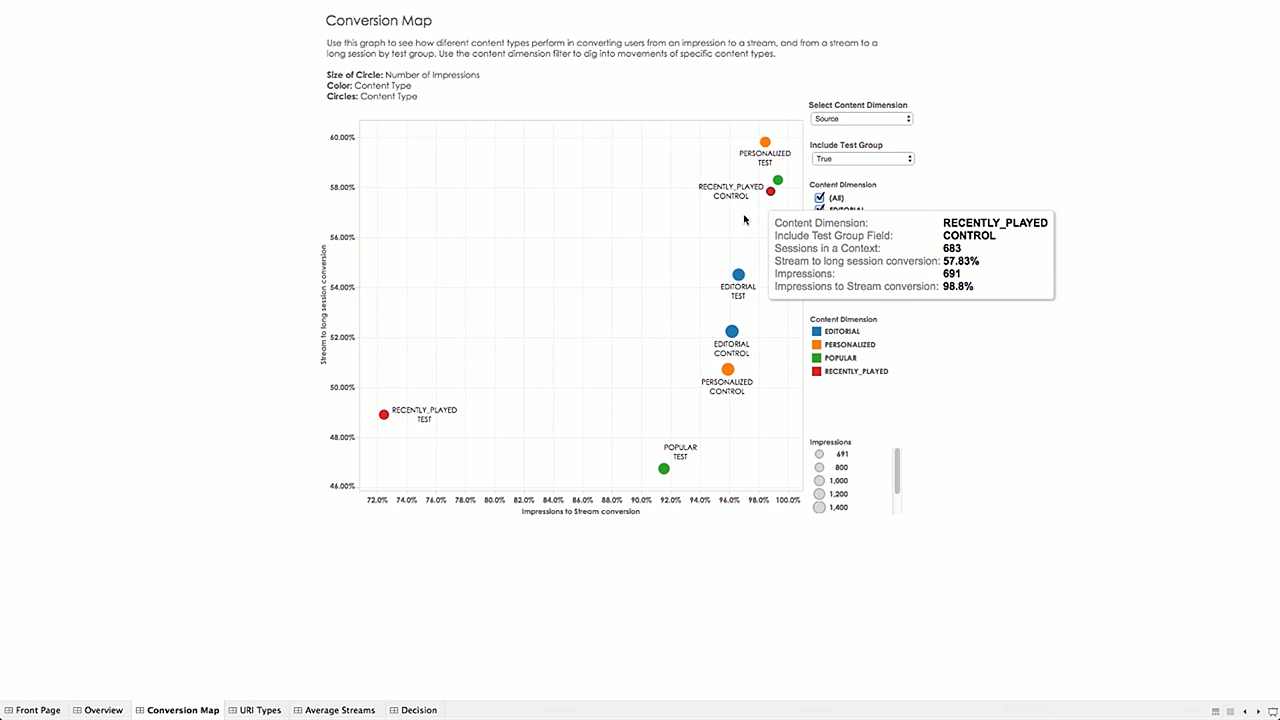 Conversion Map
Use this graph to see how diferent content types perform in converting users from an impression to a stream, and from a stream to a
long session by test group. Use the content dimension filter to dig into movements of specific content types.
Size of Circle: Number of Impressions
Color: Content Type
Circles: Content Type
Select Content Dimension
Source
Include Test Group
True
Content Dimension
(All)
EDITORIAL
60.00%
58.00%
56.00%
54.00%
52.00%
50.00%
48.00%
46.00%
Stream to long session conversion
PERSONALIZED
TEST
RECENTLY_PLAYED
CONTROL
EDITORIAL
TEST
EDITORIAL
CONTROL
PERSONALIZED
CONTROL
RECENTLY_PLAYED
TEST
POPULAR
TEST
72.0% 74.0% 76.0% 78.0% 80.0% 82.0% 84.0% 86.0% 88.0% 90.0% 92.0% 94.0% 96.0% 98.0% 100.0%
Impressions to Stream conversion
Content Dimension: RECENTLY_PLAYED
Include Test Group Field: CONTROL
Sessions in a Context: 683
Stream to long session conversion: 57.83%
Impressions: 691
Impressions to Stream conversion: 98.8%
Content Dimension
EDITORIAL
PERSONALIZED
POPULAR
RECENTLY_PLAYED
Impressions
691
800
1,000
1,200
1,400
Front Page Overview Conversion Map URI Types Average Streams Decision